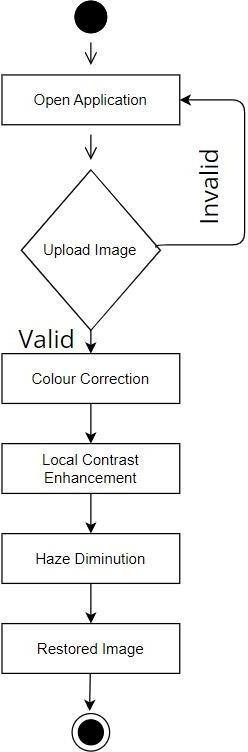 Open Application
Invalid
Upload Image
Valid
Colour Correction
Local Contrast
Enhancement
Haze Diminution
Restored Image